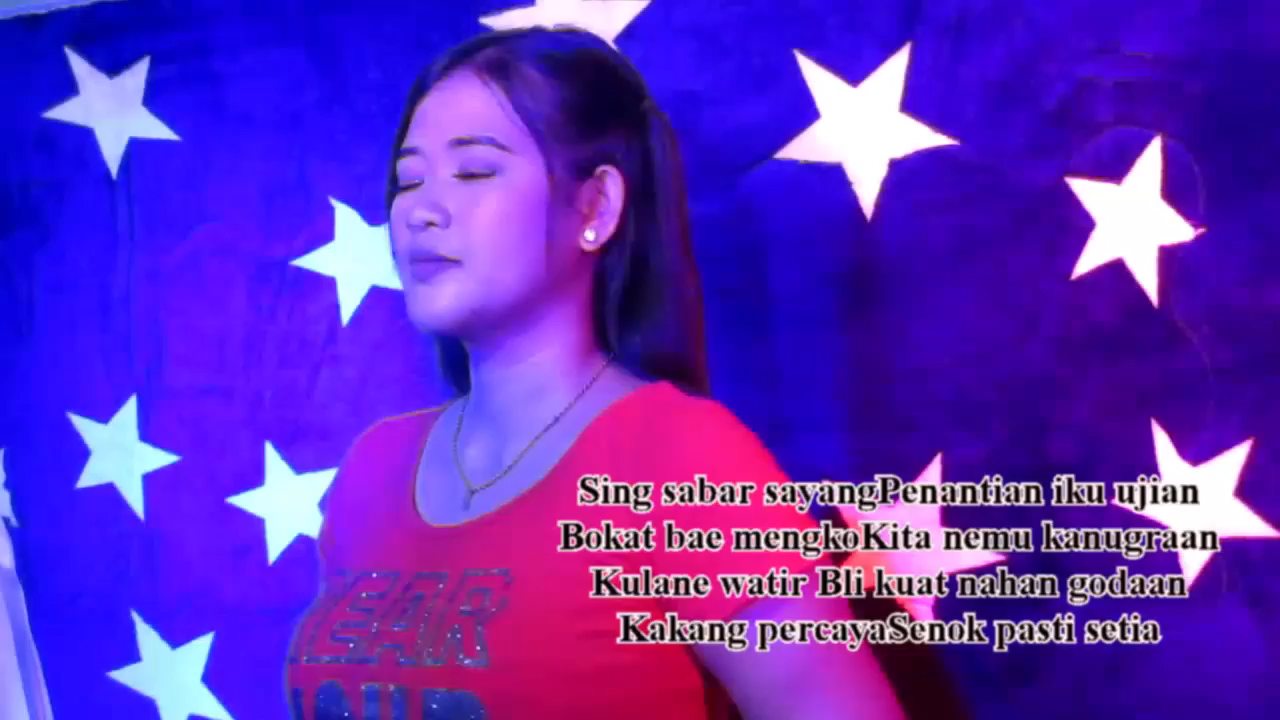 YEAR
Sing sabar sayangPenantian iku ujian
Bokat bae mengkoKita nemu kanugraan
Kulane watir Bli kuat nahan godaan
Kakang percayaSenok pasti setia